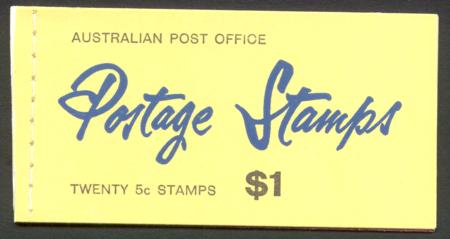 AUSTRALIAN POST OFFICE
Postage Stamps
TWENTY 5c STAMPS $1